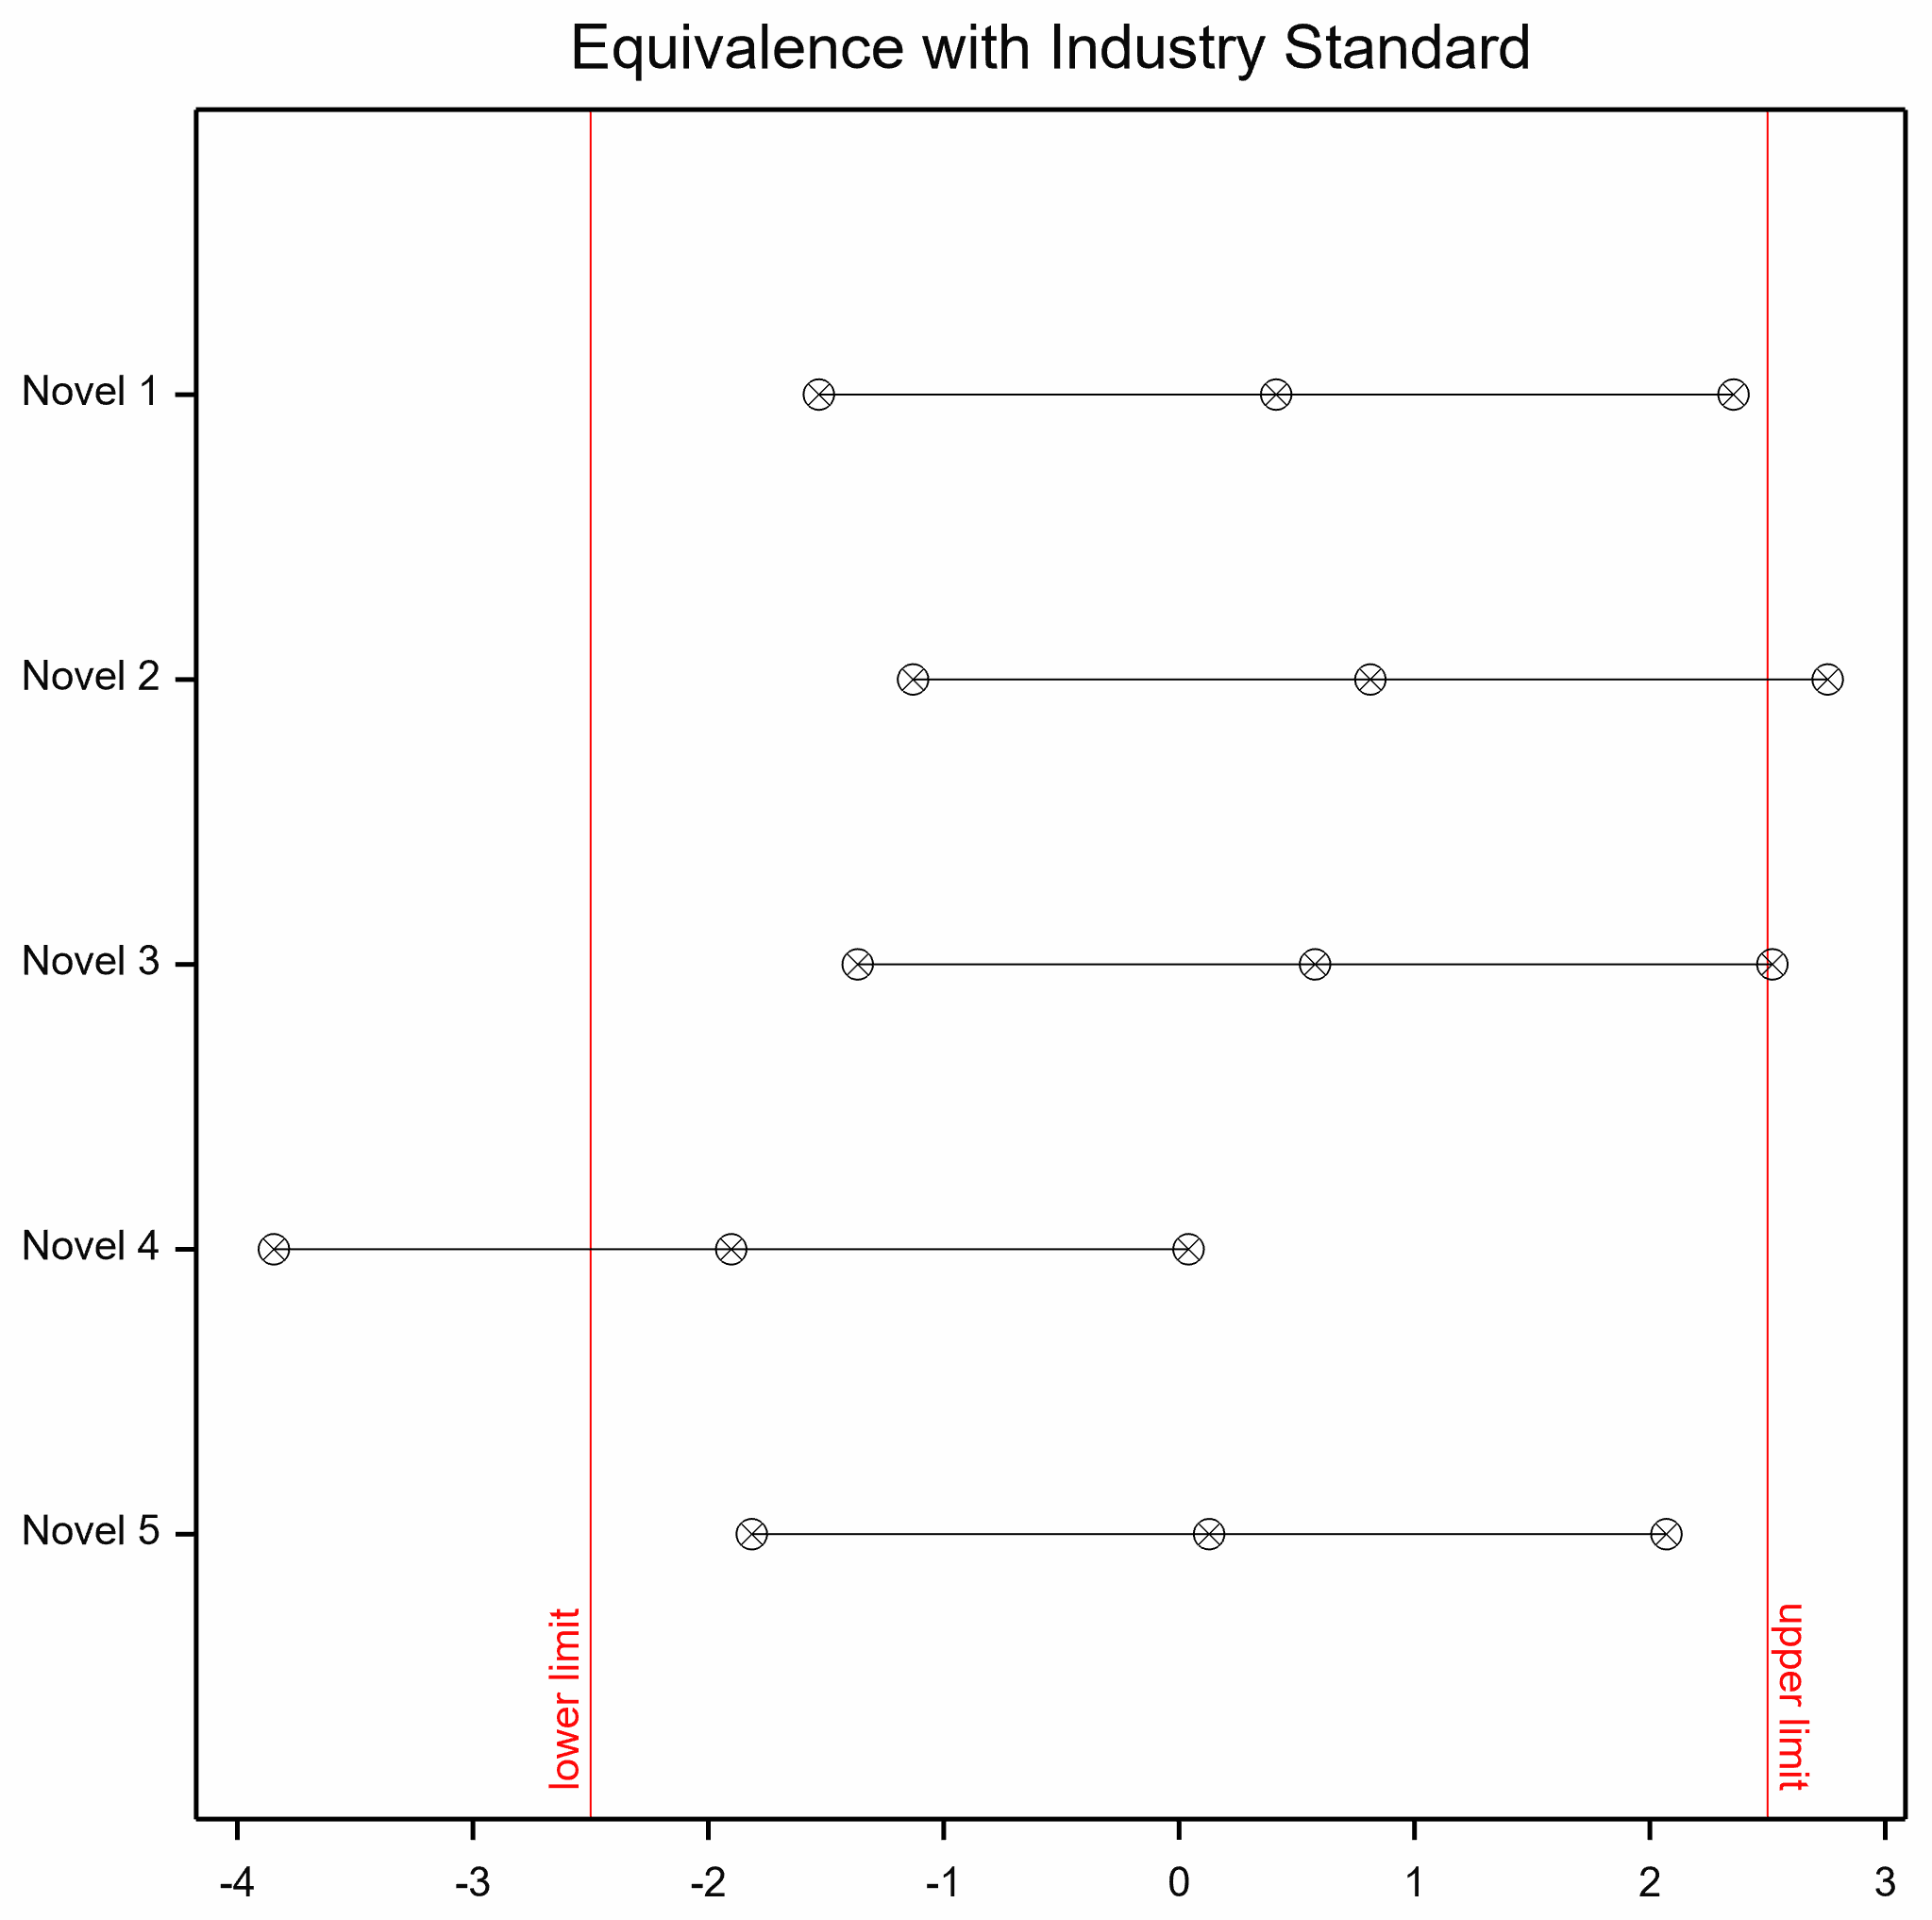 Equivalence with Industry Standard
Novel 1
Novel 2
Novel 3
Novel 4
Novel 5
lower limit
upper limit
-4 -3 -2 -1 0 1 2 3